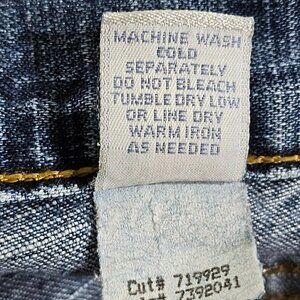 MACHINE WASH
COLD
SEPARATELY
DO NOT BLEACH
TUMBLE DRY LOW
OR LINE DRY
WARM IRON
AS NEEDED
Cut# 719929
7392041